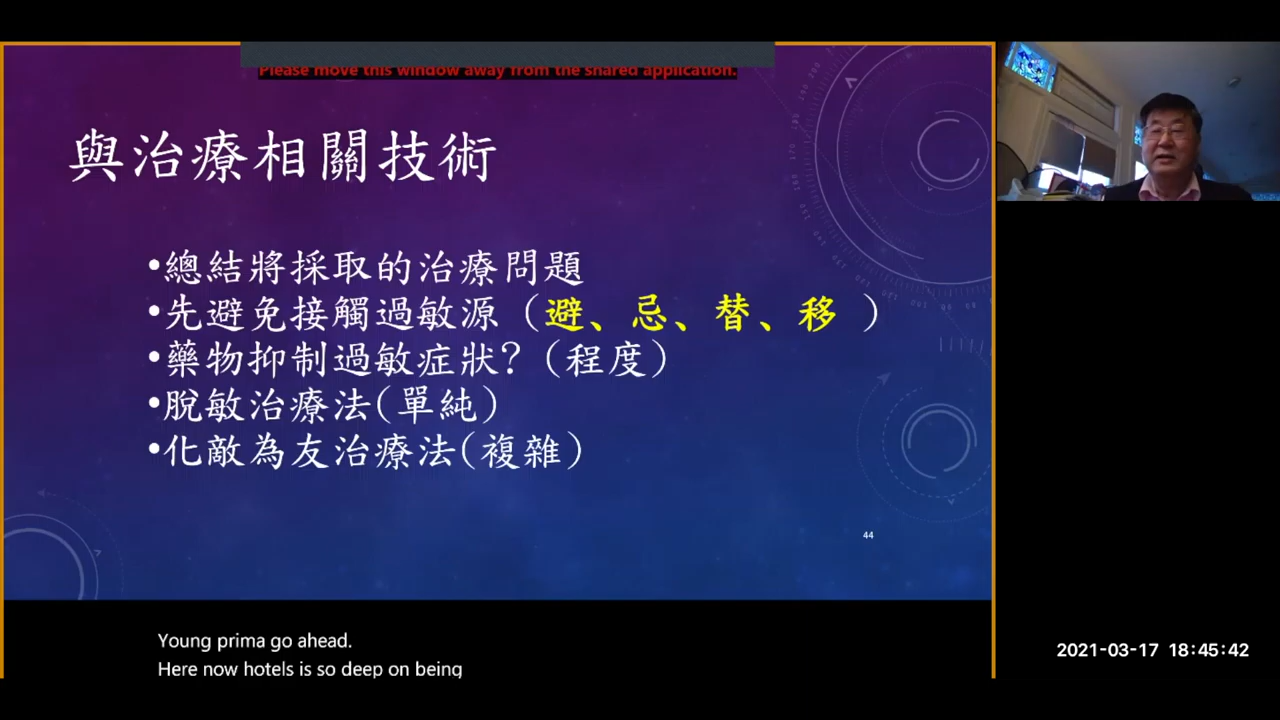 Please move this window away from the shared application.
與治療相關技術
•總結將採取的治療問題
•先避免接觸過敏源（避、忌、替、移 ）
•藥物抑制過敏症狀?（程度）
•脫敏治療法(單純)
•化敵為友治療法(複雜)
44
Young prima go ahead.
Here now hotels is so deep on being
2021-03-17 18:45:42